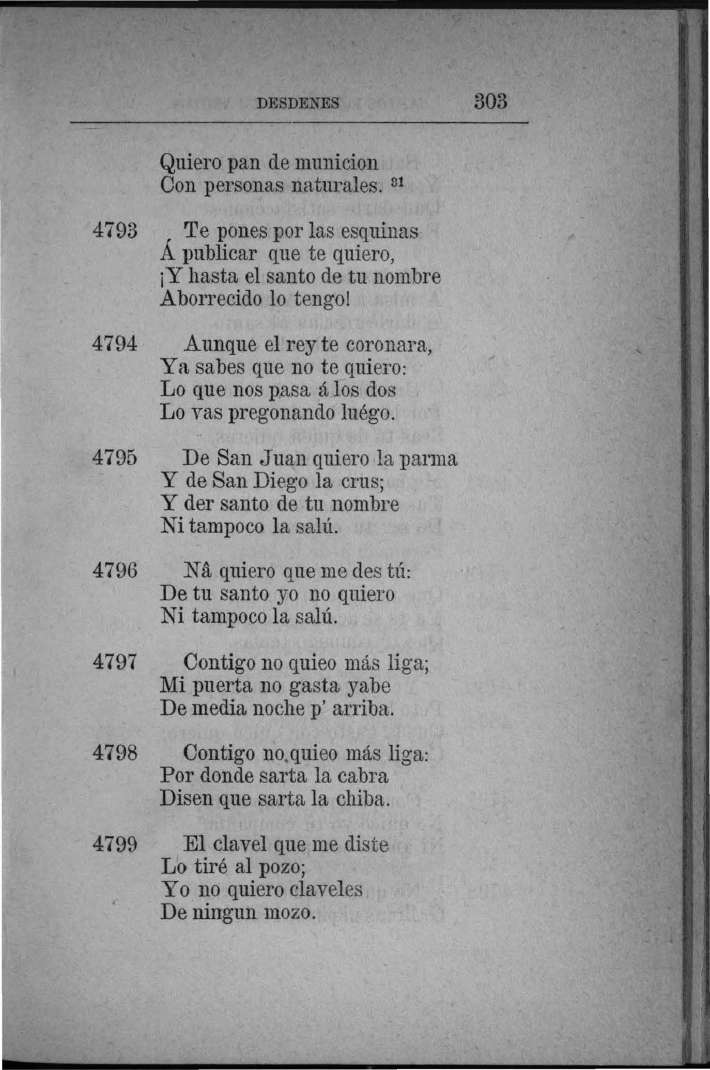 DESDENES 303
Quiero pan de municion
Con personas naturales. 31
4793 Te pones por las esquinas
Á publicar que te quiero,
¡Y hasta el santo de tu nombre
Aborrecido lo tengo!
4794 Aunque el rey te coronara,
Ya sabes que no te quiero:
Lo que nos pasa á los dos
Lo vas pregonando luégo.
4795 De San Juan quiero la parma
Y de San Diego la crus;
Y der santo de tu nombre
Ni tampoco la salú.
4796 Nâ quiero que me des tú:
De tu santo yo no quiero
Ni tampoco la salú.
4797 Contigo no quieo más liga;
Mi puerta no gasta yabe
De media noche p' arriba.
4798 Contigo no quieo más liga:
Por donde sarta la cabra
Disen que sarta la chiba.
4799 El clavel que me diste
Lo tiré al pozo;
Yo no quiero claveles
De ningun mozo.